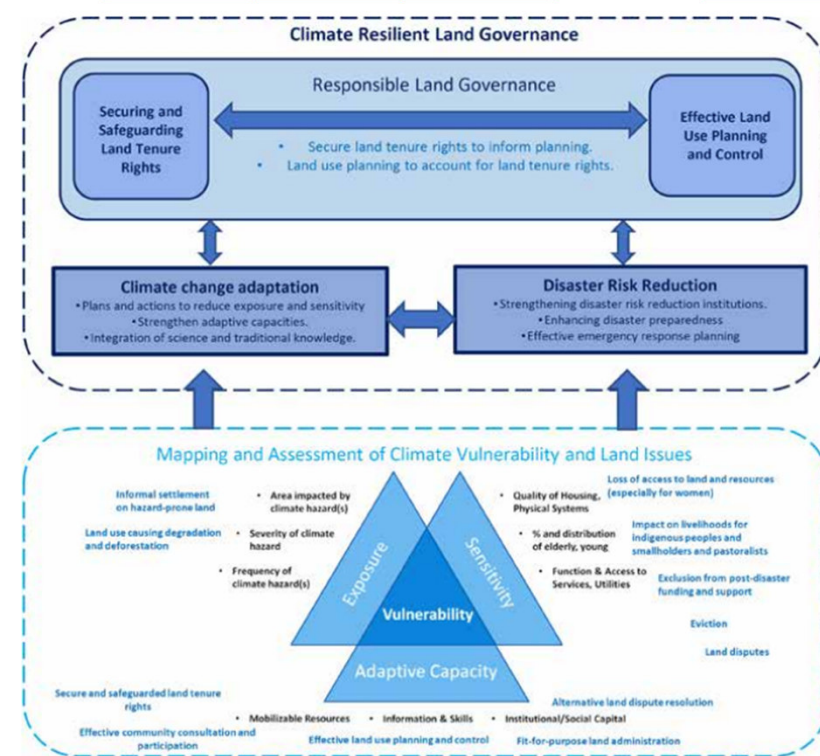 Climate Resilient Land Governance
Responsible Land Governance
Securing and
Safeguarding
Land Tenure
Rights
• Secure land tenure rights to inform planning.
• Land use planning to account for land tenure rights.
Effective Land
Use Planning
and Control
Climate change adaptation
•Plans and actions to reduce exposure and sensitivity
•Strengthen adaptive capacities.
•Integration of science and traditional knowledge.
Disaster Risk Reduction
•Strengthening disaster risk reduction institutions.
•Enhancing disaster preparedness
•Effective emergency response planning
Mapping and Assessment of Climate Vulnerability and Land Issues
Informal settlement
on hazard-prone land
Land use causing degradation
and deforestation
• Area impacted by
climate hazard(s)
• Severity of climate
hazard
• Frequency of
climate hazard(s)
Exposure
Sensitivity
Vulnerability
Adaptive Capacity
• Quality of Housing,
Physical Systems
• % and distribution
of elderly, young
• Function & Access to
Services, Utilities
Loss of access to land and resources
(especially for women)
Impact on livelihoods for
indigenous peoples and
smallholders and pastoralists
Exclusion from post-disaster
funding and support
Eviction
Land disputes
Secure and safeguarded land tenure
rights
Alternative land dispute resolution
• Mobilizable Resources • Information & Skills • Institutional/Social Capital
Effective community consultation and
participation
Effective land use planning and control
Fit-for-purpose land administration